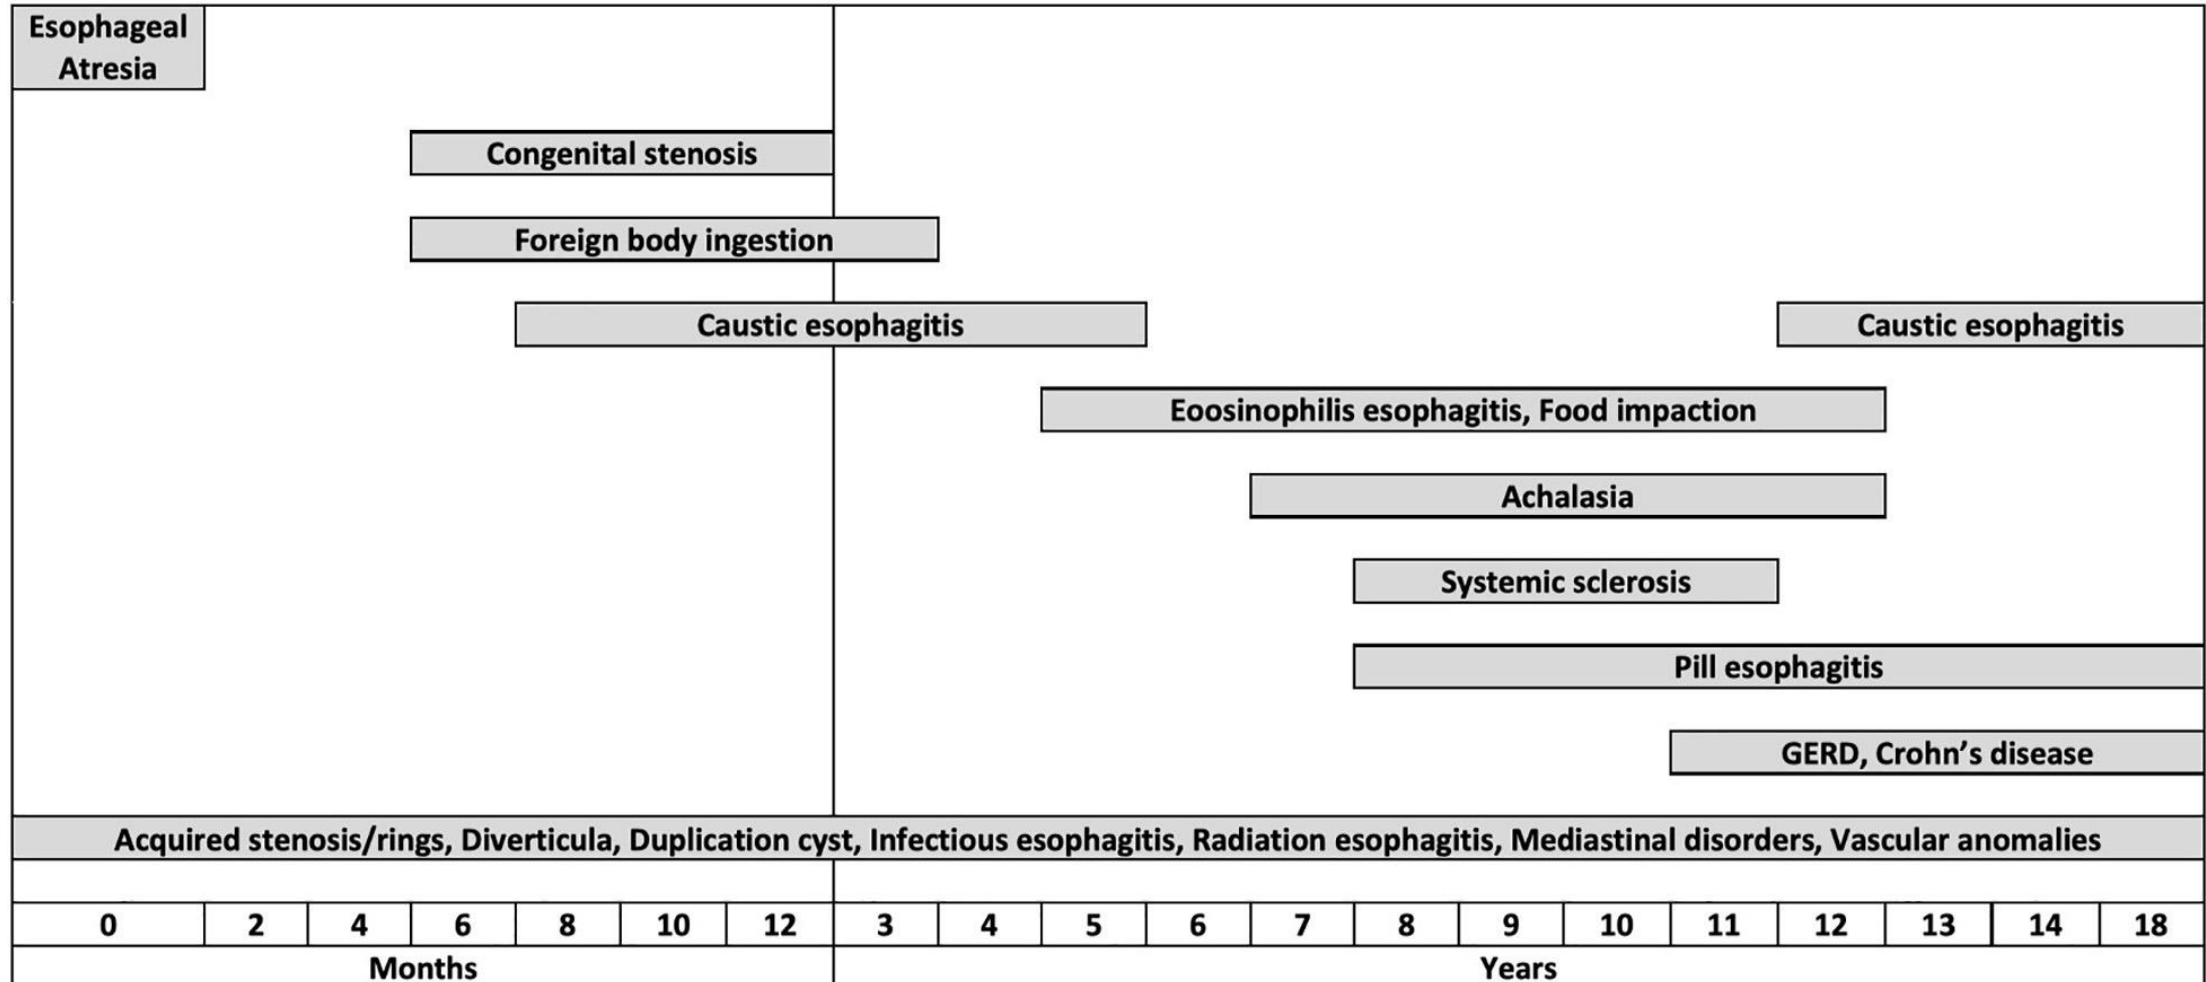 Esophageal
Atresia
Congenital stenosis
Foreign body ingestion
Caustic esophagitis
Caustic esophagitis
Eoosinophilis esophagitis, Food impaction
Achalasia
Systemic sclerosis
Pill esophagitis
GERD, Crohn’s disease
Acquired stenosis/rings, Diverticula, Duplication cyst, Infectious esophagitis, Radiation esophagitis, Mediastinal disorders, Vascular anomalies
0 2 4 6 8 10 12 3 4 5 6 7 8 9 10 11 12 13 14 18
Months Years